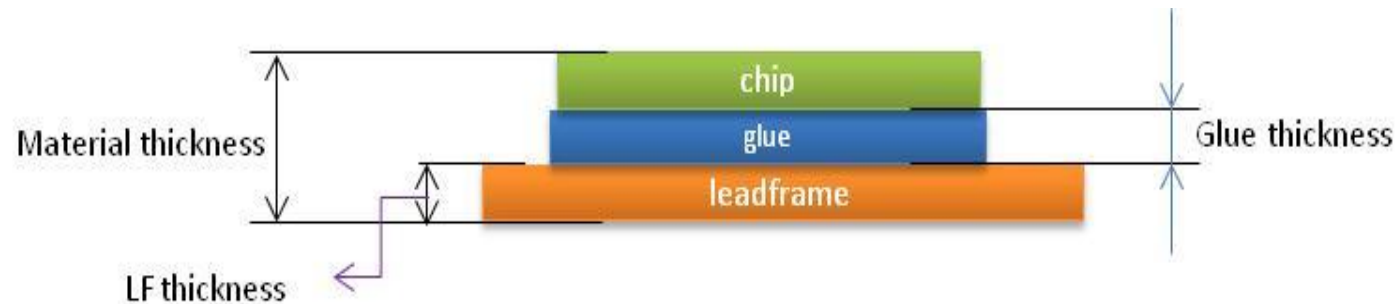 chip
Material thickness
glue
Glue thickness
leadframe
LF thickness